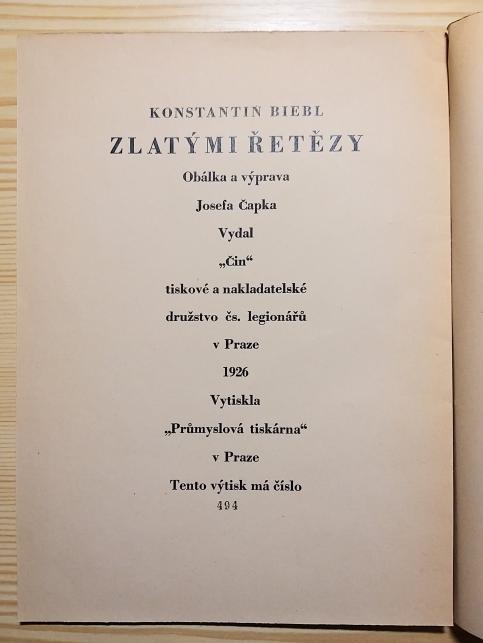 KONSTANTIN BIEBL
ZLATÝMI ŘETĚZY
Obálka a výprava
Josefa Čapka
Vydal
„Čin“
tiskové a nakladatelské
družstvo čs. legionářů
v Praze
1926
Vytiskla
„Průmyslová tiskárna“
v Praze
Tento výtisk má číslo
494